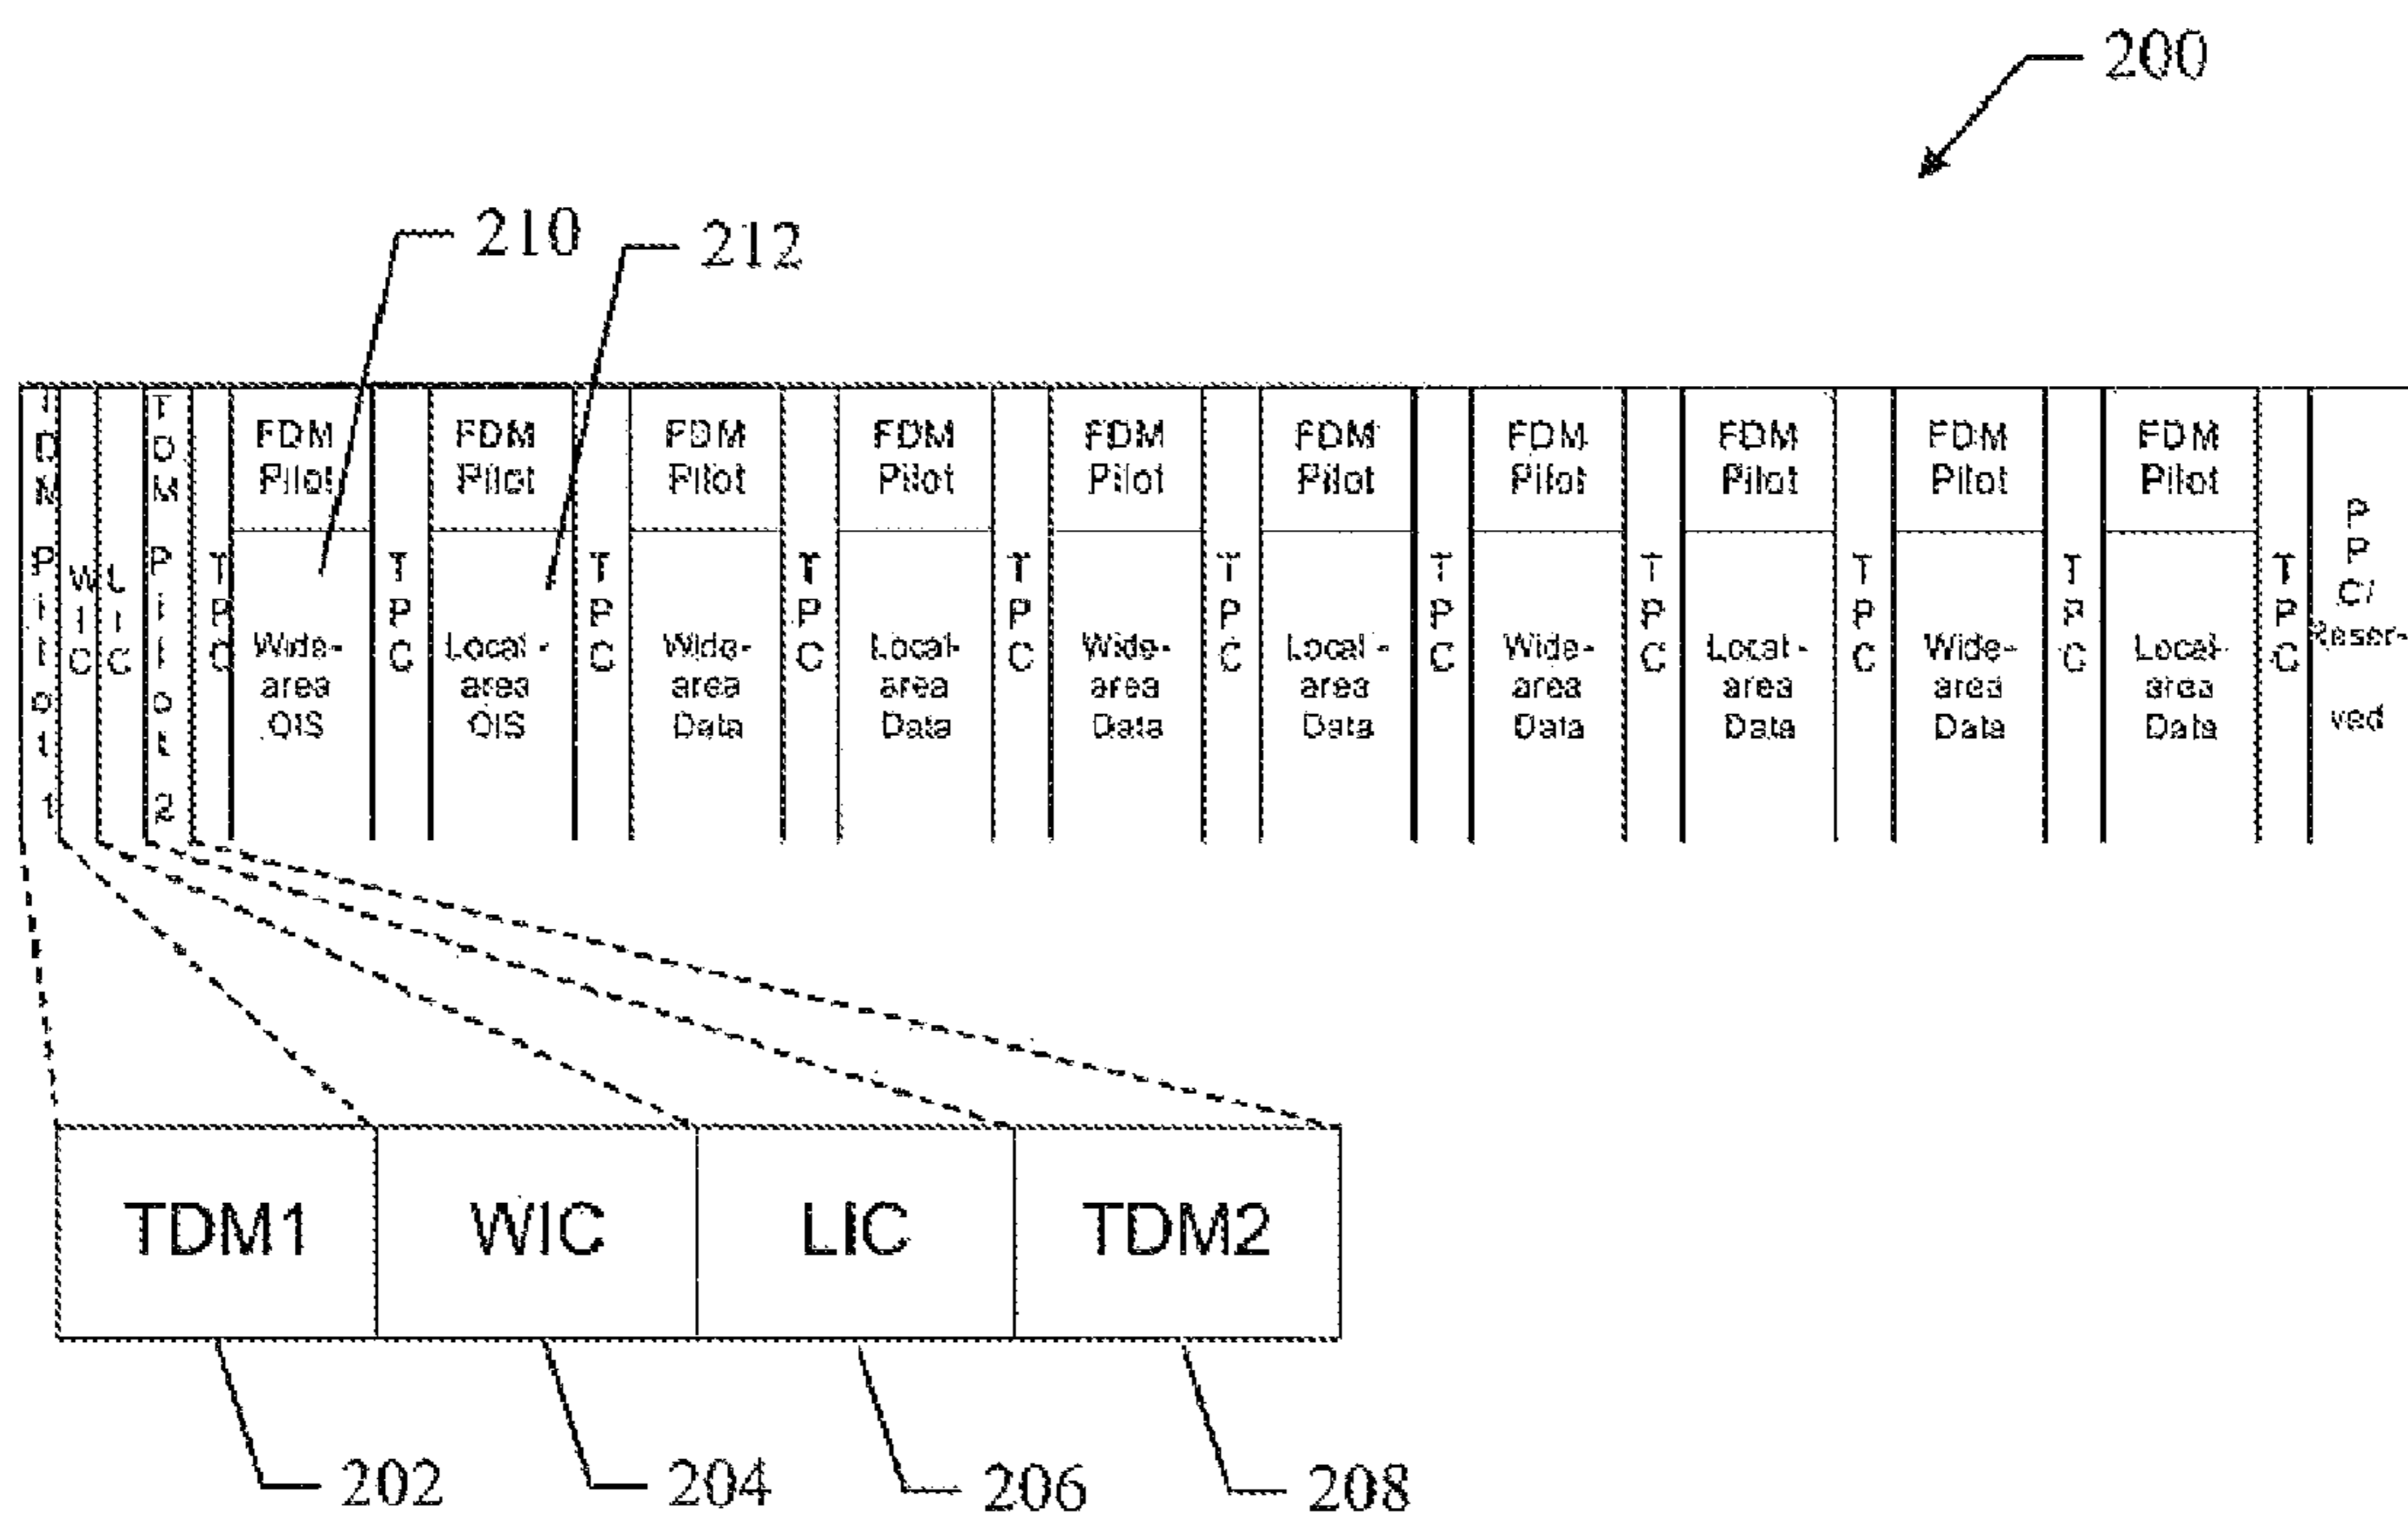 200
210
212
TDM Pilot 1
WIC
LIC
TDM Pilot 2
TPC
FDM
Pilot
Wide-
area
OIS
TPC
FDM
Pilot
Local-
area
OIS
TPC
FDM
Pilot
Wide-
area
Data
TPC
FDM
Pilot
Local-
area
Data
TPC
FDM
Pilot
Wide-
area
Data
TPC
FDM
Pilot
Local-
area
Data
TPC
FDM
Pilot
Wide-
area
Data
TPC
FDM
Pilot
Local-
area
Data
TPC
FDM
Pilot
Wide-
area
Data
TPC
FDM
Pilot
Local-
area
Data
TPC
PPC/
Reser-
ved
TDM1
WIC
LIC
TDM2
202
204
206
208